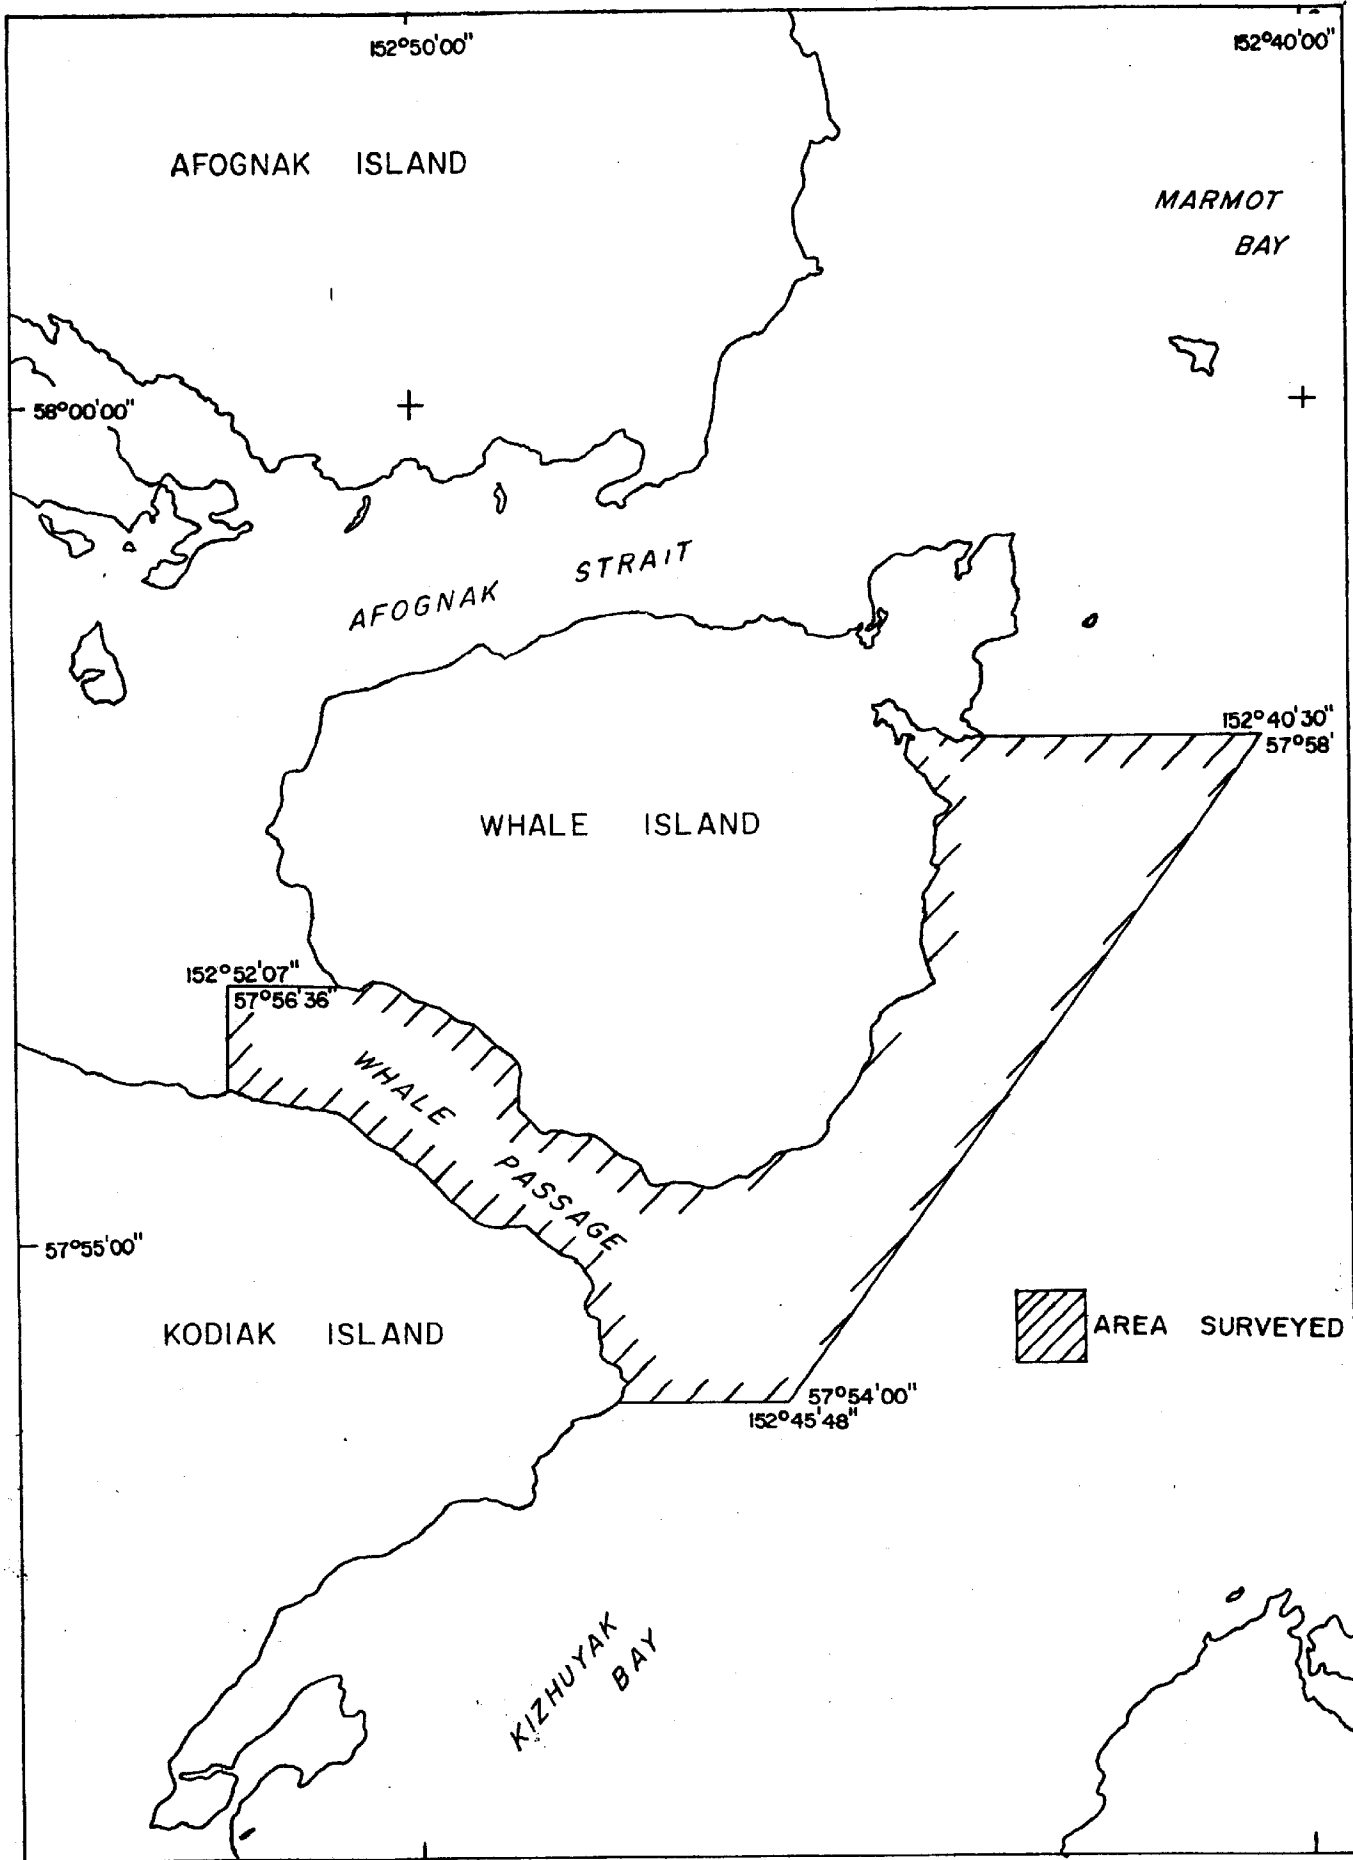 152°50'00"
152°40'00"
AFOGNAK ISLAND
MARMOT
BAY
58°00'00"
AFOGNAK STRAIT
152°40'30"
57°58'
WHALE ISLAND
152°52'07"
57°56'36"
WHALE PASSAGE
57°55'00"
KODIAK ISLAND
AREA SURVEYED
57°54'00"
152°45'48"
KIZHUYAK
BAY